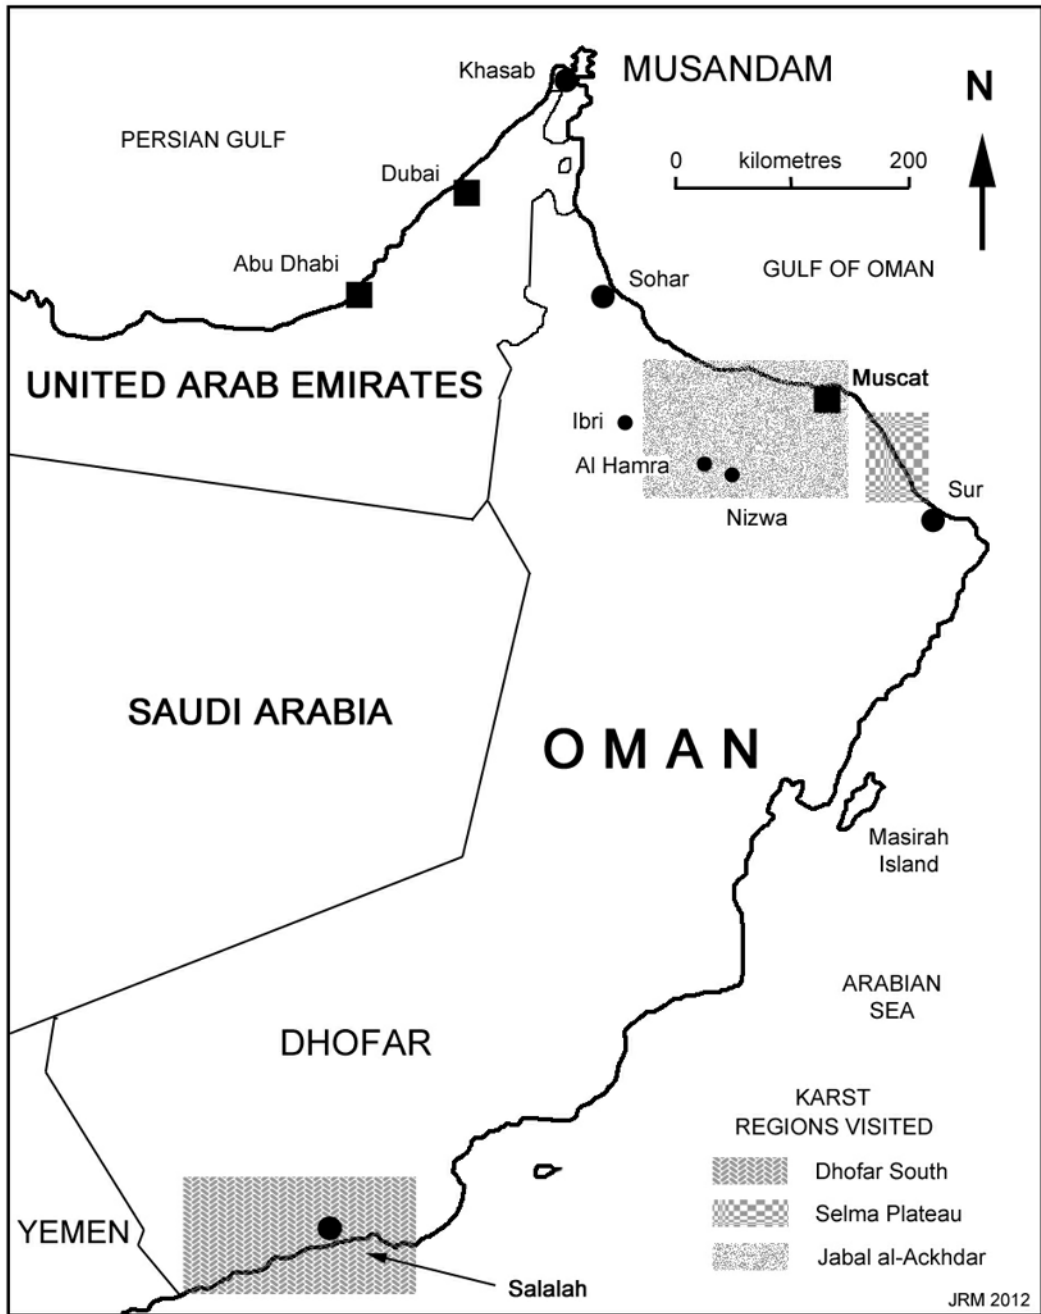 Khasab
MUSANDAM
N
PERSIAN GULF
0 kilometres 200
Dubai
Abu Dhabi
GULF OF OMAN
Sohar
UNITED ARAB EMIRATES
Muscat
Ibri
Al Hamra
Sur
Nizwa
SAUDI ARABIA
OMAN
Masirah
Island
ARABIAN
SEA
DHOFAR
KARST
REGIONS VISITED
Dhofar South
Selma Plateau
YEMEN
Jabal al-Ackhdar
Salalah
JRM 2012